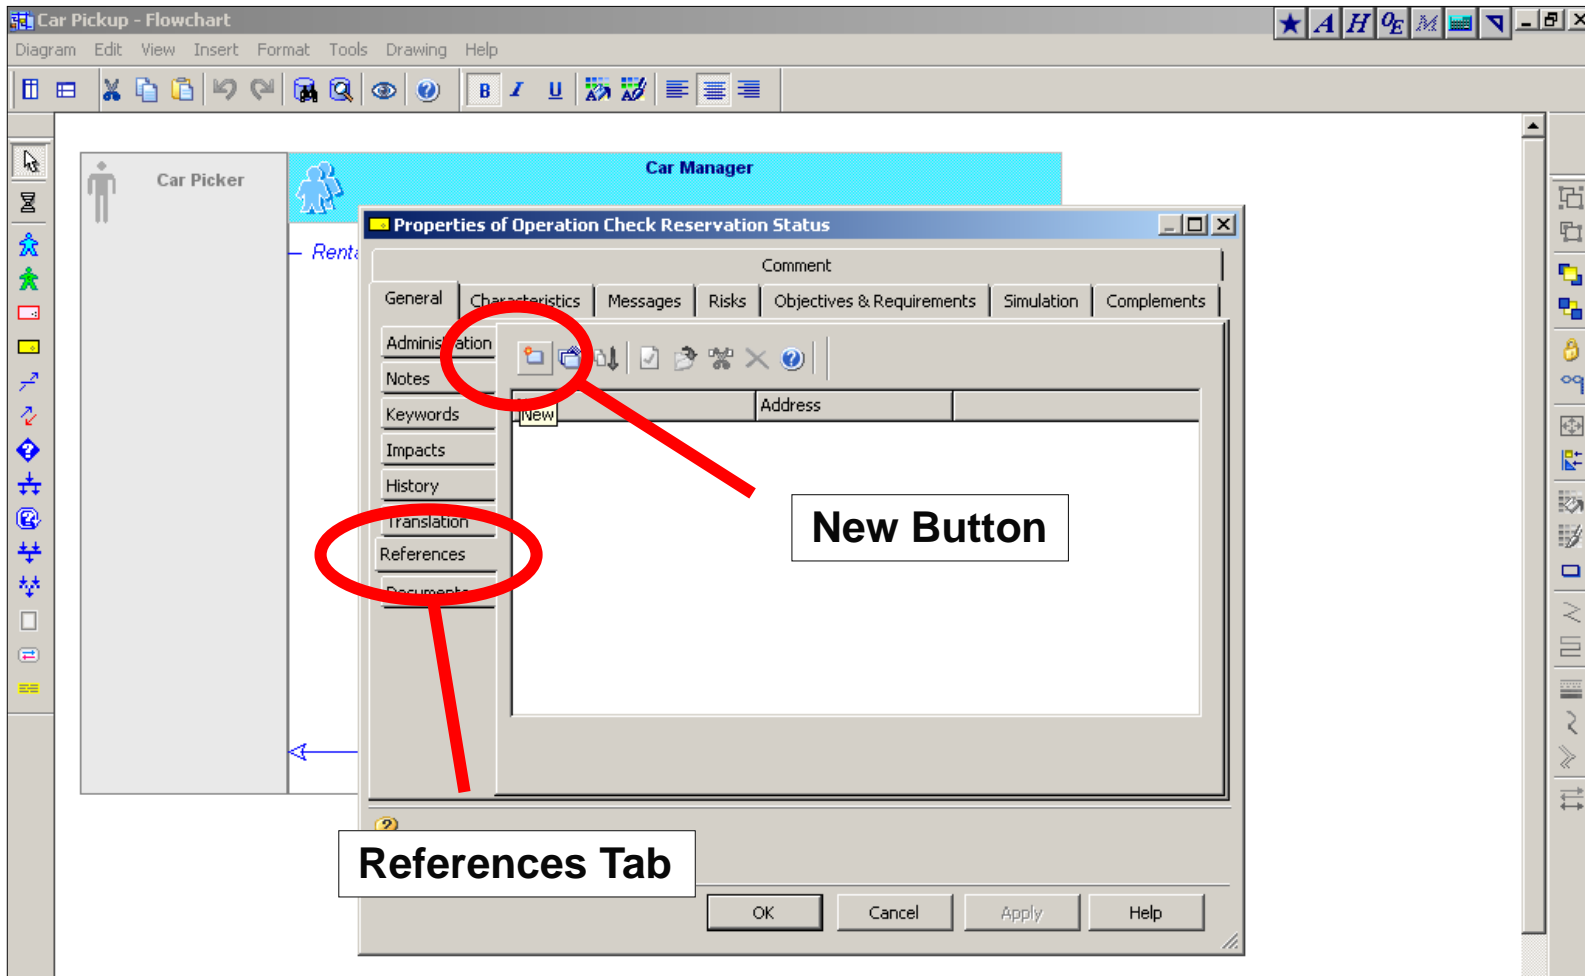 Car Pickup - Flowchart
A H OE M
Diagram Edit View Insert Format Tools Drawing Help
B I U
Car Picker
Car Manager
Properties of Operation Check Reservation Status
Comment
General Characteristics Messages Risks Objectives & Requirements Simulation Complements
Administration
Notes
Keywords
Impacts
History
Translation
References
Documents
New
Address
New Button
References Tab
OK Cancel Apply Help